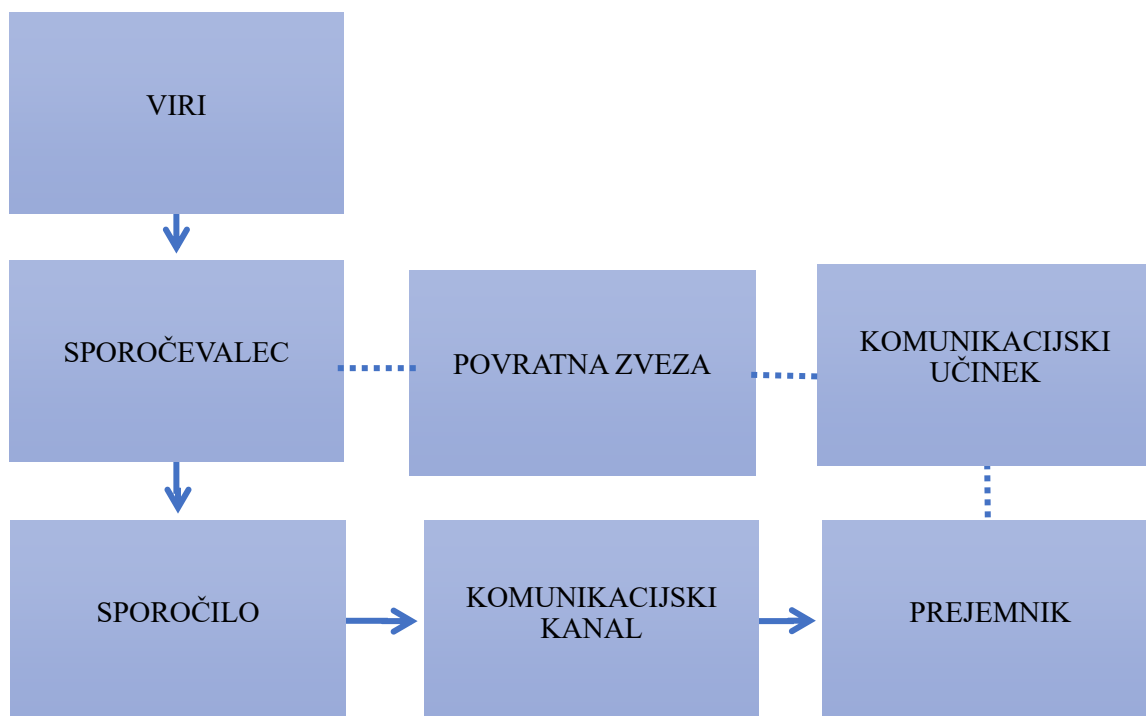 VIRI
SPOROČEVALEC
POVRATNA ZVEZA
KOMUNIKACIJSKI
UČINEK
SPOROČILO
KOMUNIKACIJSKI
KANAL
PREJEMNIK